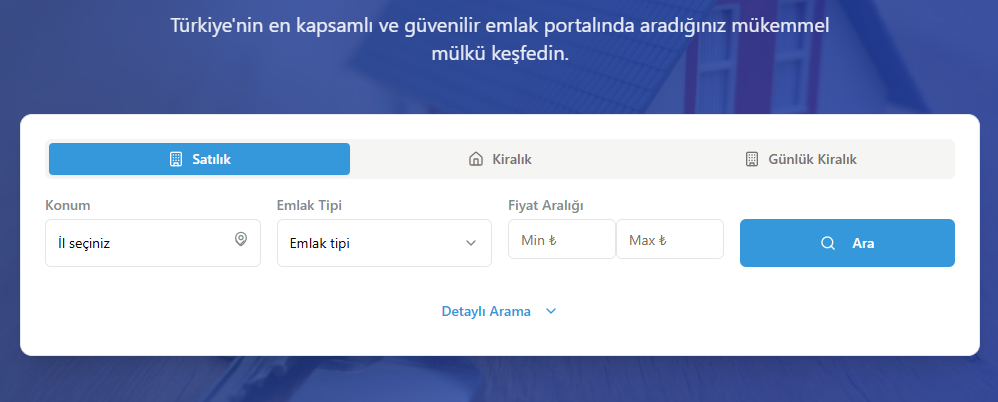 Türkiye'nin en kapsamlı ve güvenilir emlak portalında aradığınız mükemmel
mülkü keşfedin.
Satılık
Kiralık
Günlük Kiralık
Konum
Emlak Tipi
Fiyat Aralığı
İl seçiniz
Emlak tipi
Min ₺
Max ₺
Ara
Detaylı Arama